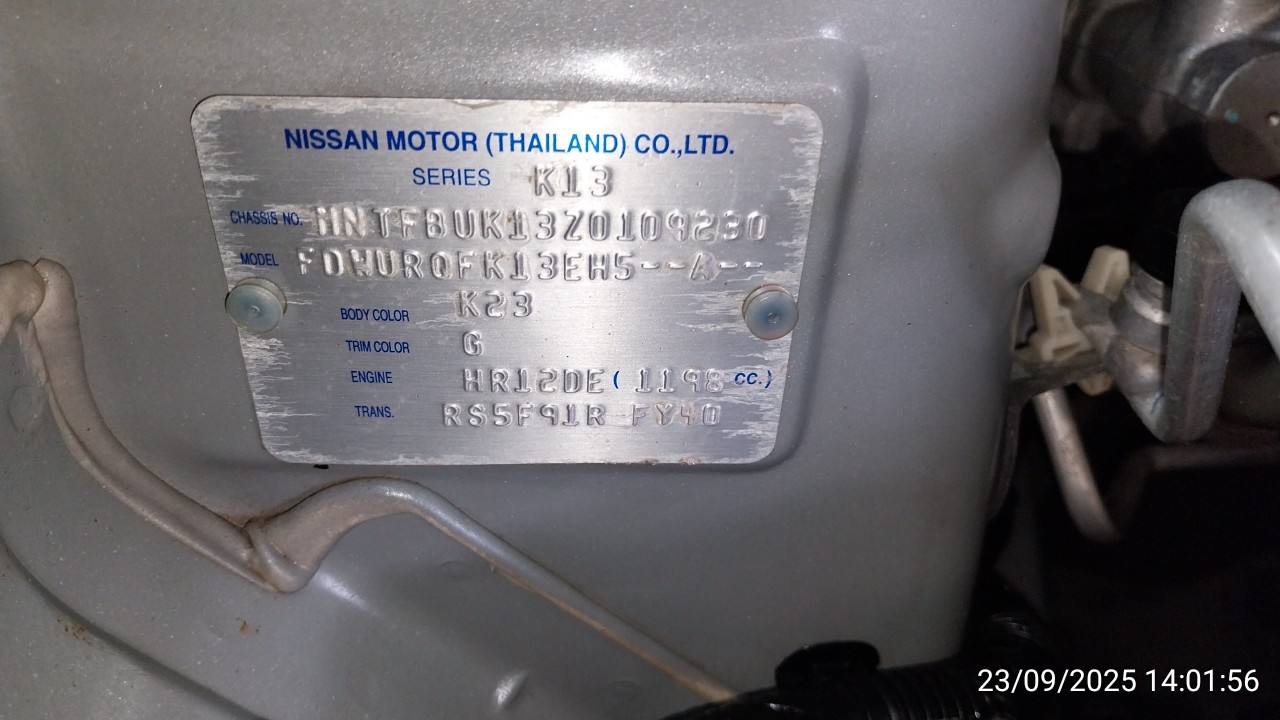 NISSAN MOTOR (THAILAND) CO.,LTD.
SERIES K13
CHASSIS NO. MNTFBUK13Z0109230
MODEL FDWURQFK13EH5--A--
BODY COLOR K23
TRIM COLOR G
ENGINE HR12DE ( 1198 cc.)
TRANS. RS5F91R FY40
23/09/2025 14:01:56